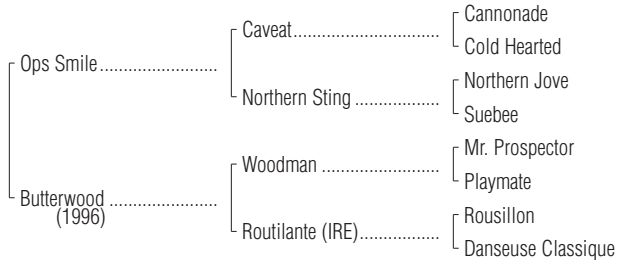 Cannonade
Caveat
Cold Hearted
Ops Smile
Northern Jove
Northern Sting
Suebee
Mr. Prospector
Woodman
Playmate
Butterwood
(1996)
Rousillon
Routilante (IRE)
Danseuse Classique